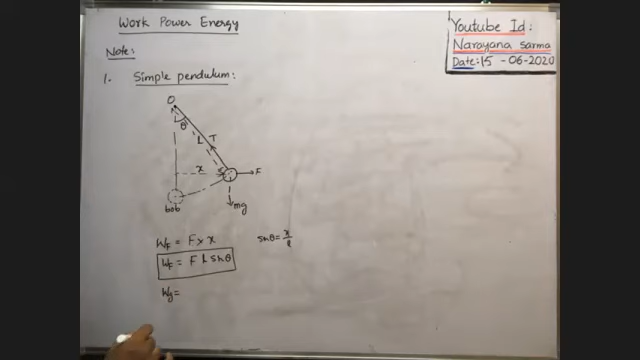 Work Power Energy
Youtube Id:
Narayana sarma
Date: 15 - 06-2020
Note:
1. Simple pendulum:
O
θ
L T
x
F
bob
mg
W_F = F × x
sinθ = x/l
W_F = F L sinθ
Wg =